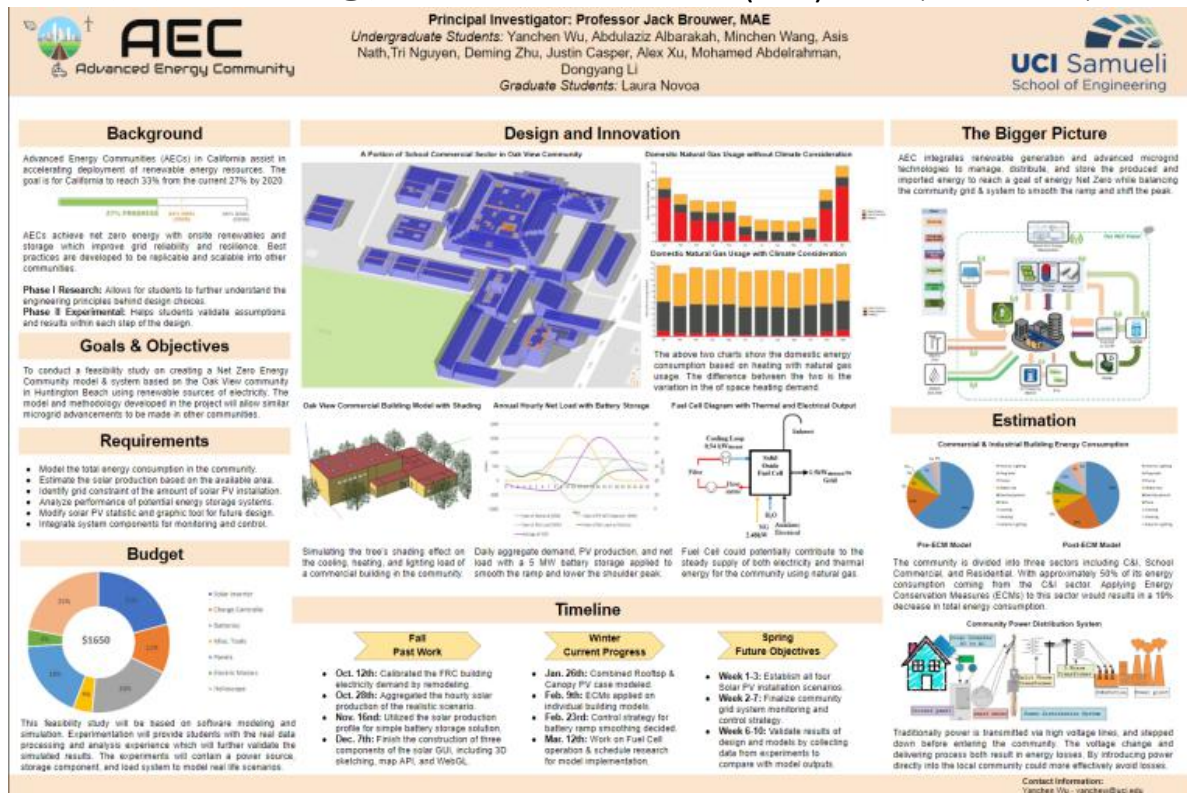 AEC
Advanced Energy Community
Principal Investigator: Professor Jack Brouwer, MAE
Undergraduate Students: Yanchen Wu, Abdulaziz Albarakah, Minchen Wang, Asis
Nath,Tri Nguyen, Deming Zhu, Justin Casper, Alex Xu, Mohamed Abdelrahman,
Dongyang Li
Graduate Students: Laura Novoa
UCI Samueli
School of Engineering
Background
Advanced Energy Communities (AECs) in California assist in
accelerating deployment of renewable energy resources. The
goal is for California to reach 33% from the current 27% by 2020.
27% PROGRESS
AECs achieve net zero energy with onsite renewables and
storage which improve grid reliability and resilience. Best
practices are developed to be replicable and scalable into other
communities.
Phase I Research: Allows for students to further understand the
engineering principles behind design choices.
Phase II Experimental: Helps students validate assumptions
and results within each step of the design.
Goals & Objectives
To conduct a feasibility study on creating a Net Zero Energy
Community model & system based on the Oak View community
in Huntington Beach using renewable sources of electricity. The
model and methodology developed in the project will allow similar
microgrid advancements to be made in other communities.
Requirements
Model the total energy consumption in the community.
Estimate the solar production based on the available area.
Identify grid constraint of the amount of solar PV installation.
Analyze performance of potential energy storage systems.
Modify solar PV statistic and graphic tool for future design.
Integrate system components for monitoring and control.
Budget
$1650
Solar Inverter
Charge Controller
Batteries
Misc. Tools
Panels
Electric Meters
Helioscope
This feasibility study will be based on software modeling and
simulation. Experimentation will provide students with the real data
processing and analysis experience which will further validate the
simulated results. The experiments will contain a power source,
storage component, and load system to model real life scenarios.
Design and Innovation
A Portion of School Commercial Sector in Oak View Community
Domestic Natural Gas Usage without Climate Consideration
Domestic Natural Gas Usage with Climate Consideration
The above two charts show the domestic energy
consumption based on heating with natural gas
usage. The difference between the two is the
variation in the of space heating demand.
Oak View Commercial Building Model with Shading
Annual Hourly Net Load with Battery Storage
Fuel Cell Diagram with Thermal and Electrical Output
Cooling Loop
Exhaust
Filter
Flow
meter
Solid
Oxide
Fuel Cell
Grid
H₂O
NG
Auxiliary
Electrical
Simulating the tree's shading effect on
the cooling, heating, and lighting load of
a commercial building in the community.
Daily aggregate demand, PV production, and net
load with a 5 MW battery storage applied to
smooth the ramp and lower the shoulder peak.
Fuel Cell could potentially contribute to the
steady supply of both electricity and thermal
energy for the community using natural gas.
Timeline
Fall
Past Work
Oct. 12th: Calibrated the FRC building
electricity demand by remodeling.
Oct. 28th: Aggregated the hourly solar
production of the realistic scenario.
Nov. 16nd: Utilized the solar production
profile for simple battery storage solution.
Dec. 7th: Finish the construction of three
components of the solar GUI, including 3D
sketching, map API, and WebGL.
Winter
Current Progress
Jan. 26th: Combined Rooftop &
Canopy PV case modeled.
Feb. 9th: ECMs applied on
individual building models.
Feb. 23rd: Control strategy for
battery ramp smoothing decided.
Mar. 12th: Work on Fuel Cell
operation & schedule research
for model implementation.
Spring
Future Objectives
Week 1-3: Establish all four
Solar PV installation scenarios.
Week 2-7: Finalize community
grid system monitoring and
control strategy.
Week 6-10: Validate results of
design and models by collecting
data from experiments to
compare with model outputs.
The Bigger Picture
AEC integrates renewable generation and advanced microgrid
technologies to manage, distribute, and store the produced and
imported energy to reach a goal of energy Net Zero while balancing
the community grid & system to smooth the ramp and shift the peak.
Estimation
Commercial & Industrial Building Energy Consumption
Pre-ECM Model
Post-ECM Model
The community is divided into three sectors including C&I, School
Commercial, and Residential. With approximately 50% of its energy
consumption coming from the C&I sector. Applying Energy
Conservation Measures (ECMs) to this sector would results in a 19%
decrease in total energy consumption.
Community Power Distribution System
Traditionally power is transmitted via high voltage lines, and stepped
down before entering the community. The voltage change and
delivering process both result in energy losses. By introducing power
directly into the local community could more effectively avoid losses.
Contact Information:
Yanchen Wu - yanchew@uci.edu